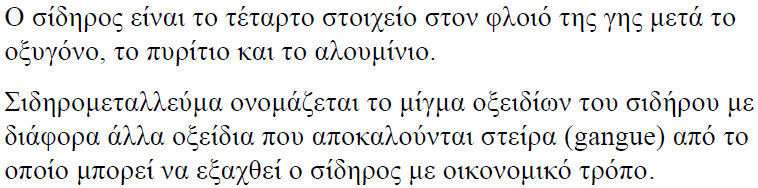 Ο σίδηρος είναι το τέταρτο στοιχείο στον φλοιό της γης μετά το
οξυγόνο, το πυρίτιο και το αλουμίνιο.
Σιδηρομεταλλεύμα ονομάζεται το μίγμα οξειδίων του σιδήρου με
διάφορα άλλα οξείδια που αποκαλούνται στείρα (gangue) από το
οποίο μπορεί να εξαχθεί ο σίδηρος με οικονομικό τρόπο.